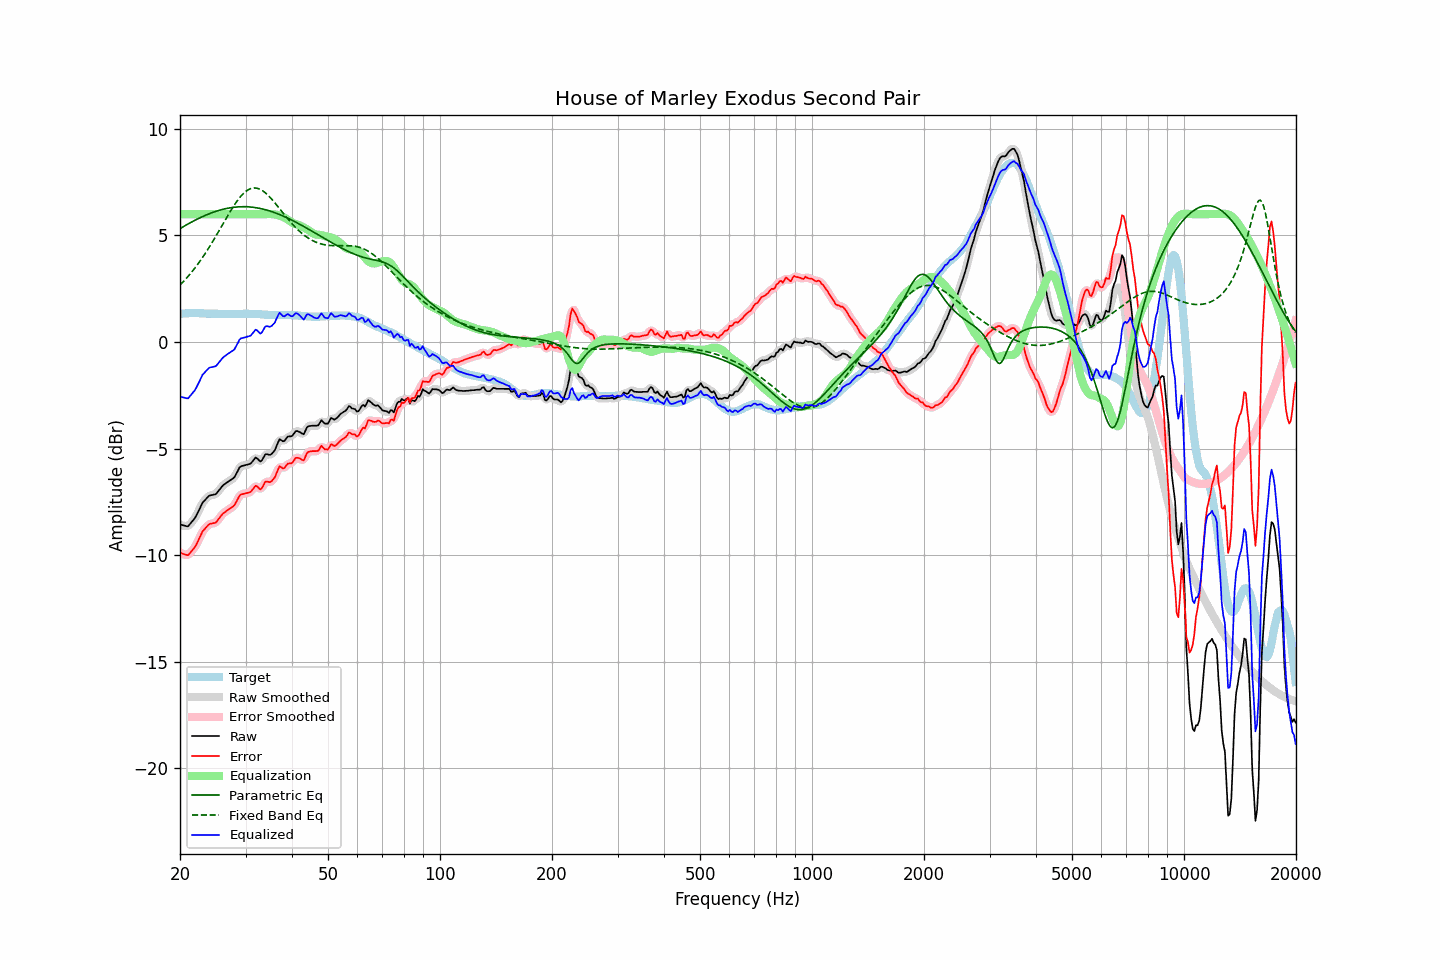 House of Marley Exodus Second Pair
10
5
0
−5
−10
−15
−20
Amplitude (dBr)
Target
Raw Smoothed
Error Smoothed
Raw
Error
Equalization
Parametric Eq
Fixed Band Eq
Equalized
20 50 100 200 500 1000 2000 5000 10000 20000
Frequency (Hz)